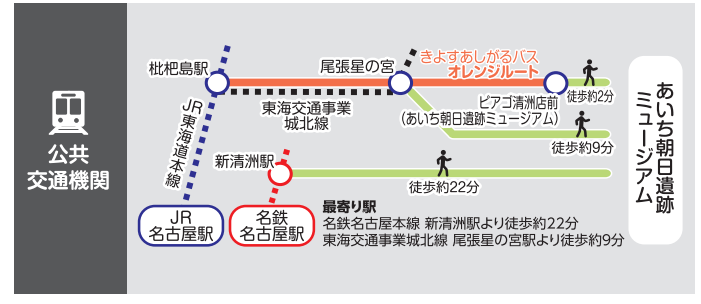 公共
交通機関
枇杷島駅
尾張星の宮
きよすあしがるバス
オレンジルート
徒歩約2分
ピアゴ清洲店前
(あいち朝日遺跡ミュージアム)
東海交通事業
城北線
JR東海道本線
徒歩約9分
新清洲駅
徒歩約22分
JR
名古屋駅
名鉄
名古屋駅
最寄り駅
名鉄名古屋本線 新清洲駅より徒歩約22分
東海交通事業城北線 尾張星の宮駅より徒歩約9分
あいち朝日遺跡
ミュージアム